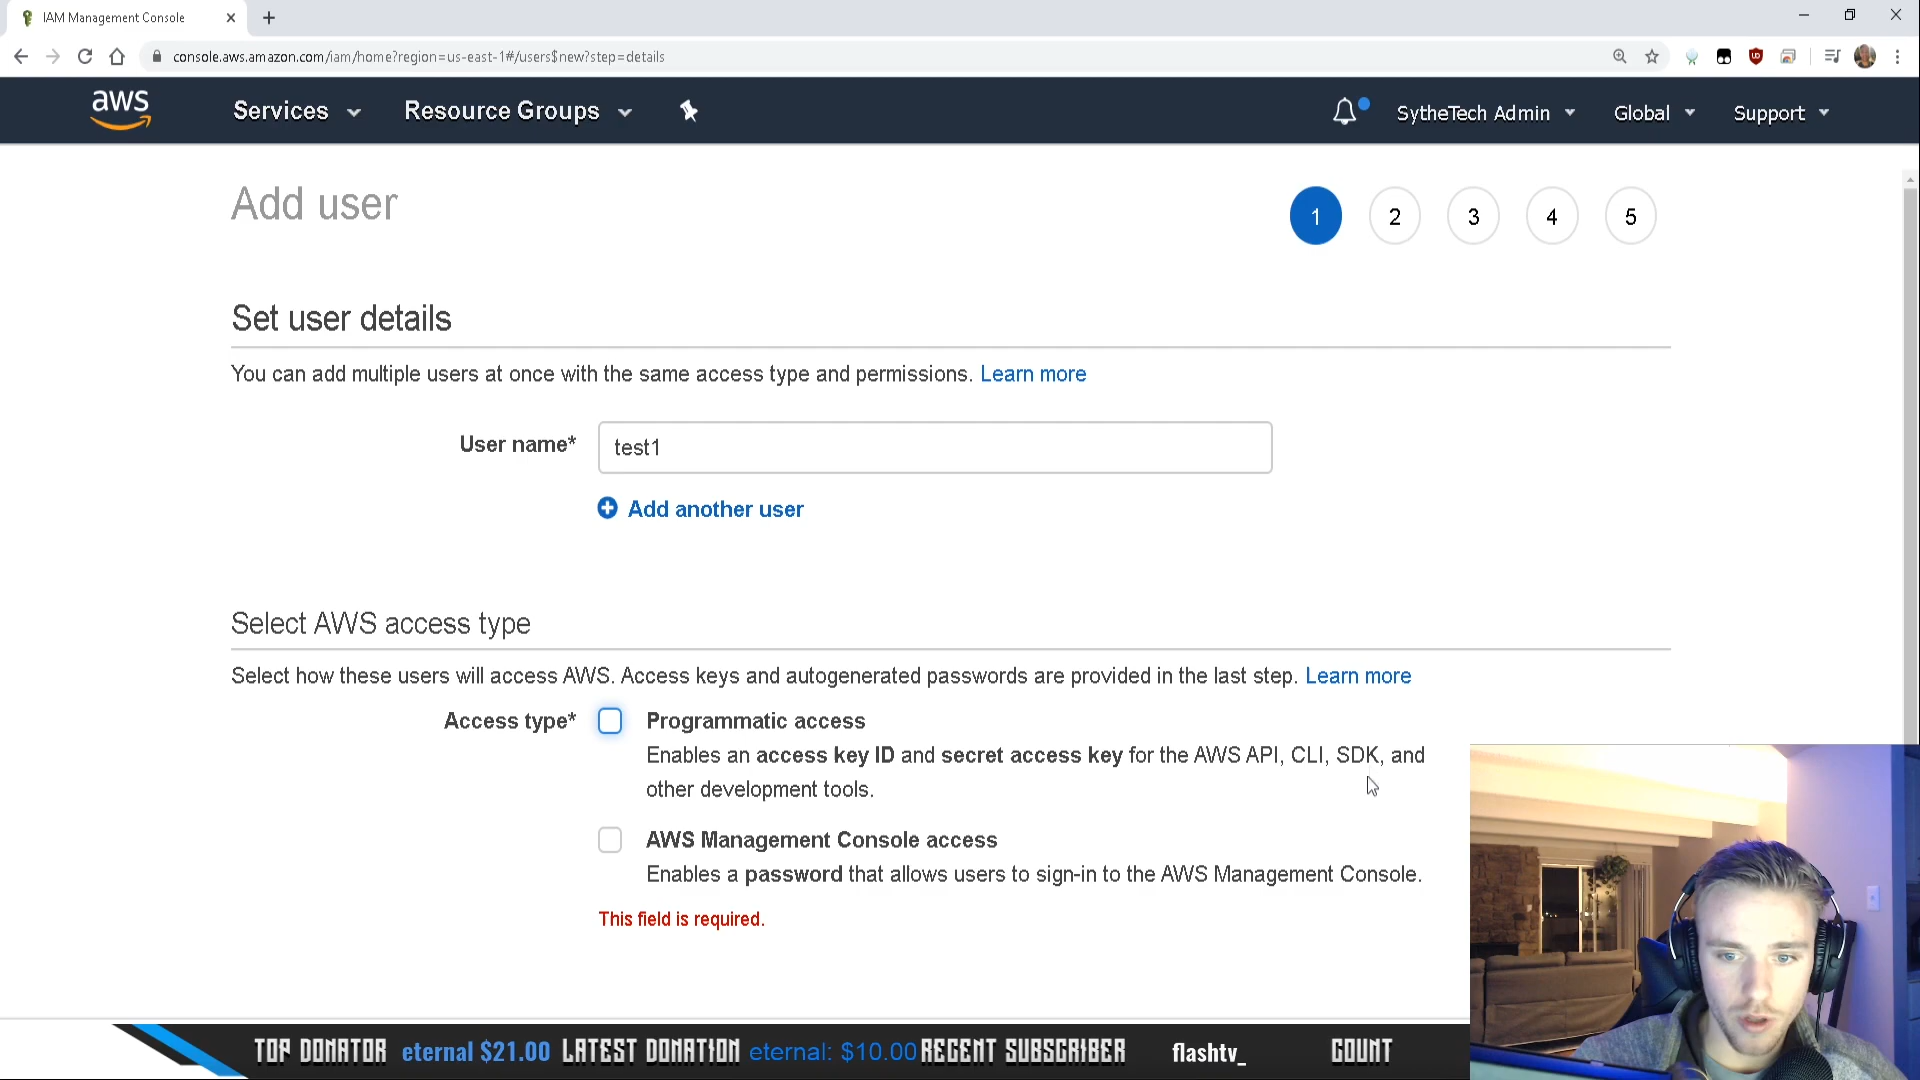 IAM Management Console
console.aws.amazon.com/iam/home?region=us-east-1#/users$new?step=details
aws
Services
Resource Groups
SytheTech Admin
Global
Support
Add user
1
2
3
4
5
Set user details
You can add multiple users at once with the same access type and permissions. Learn more
User name*
test1
Add another user
Select AWS access type
Select how these users will access AWS. Access keys and autogenerated passwords are provided in the last step. Learn more
Access type*
Programmatic access
Enables an access key ID and secret access key for the AWS API, CLI, SDK, and
other development tools.
AWS Management Console access
Enables a password that allows users to sign-in to the AWS Management Console.
This field is required.
TOP DONATOR eternal $21.00 LATEST DONATION eternal: $10.00 RECENT SUBSCRIBER flashtv_ COUNT